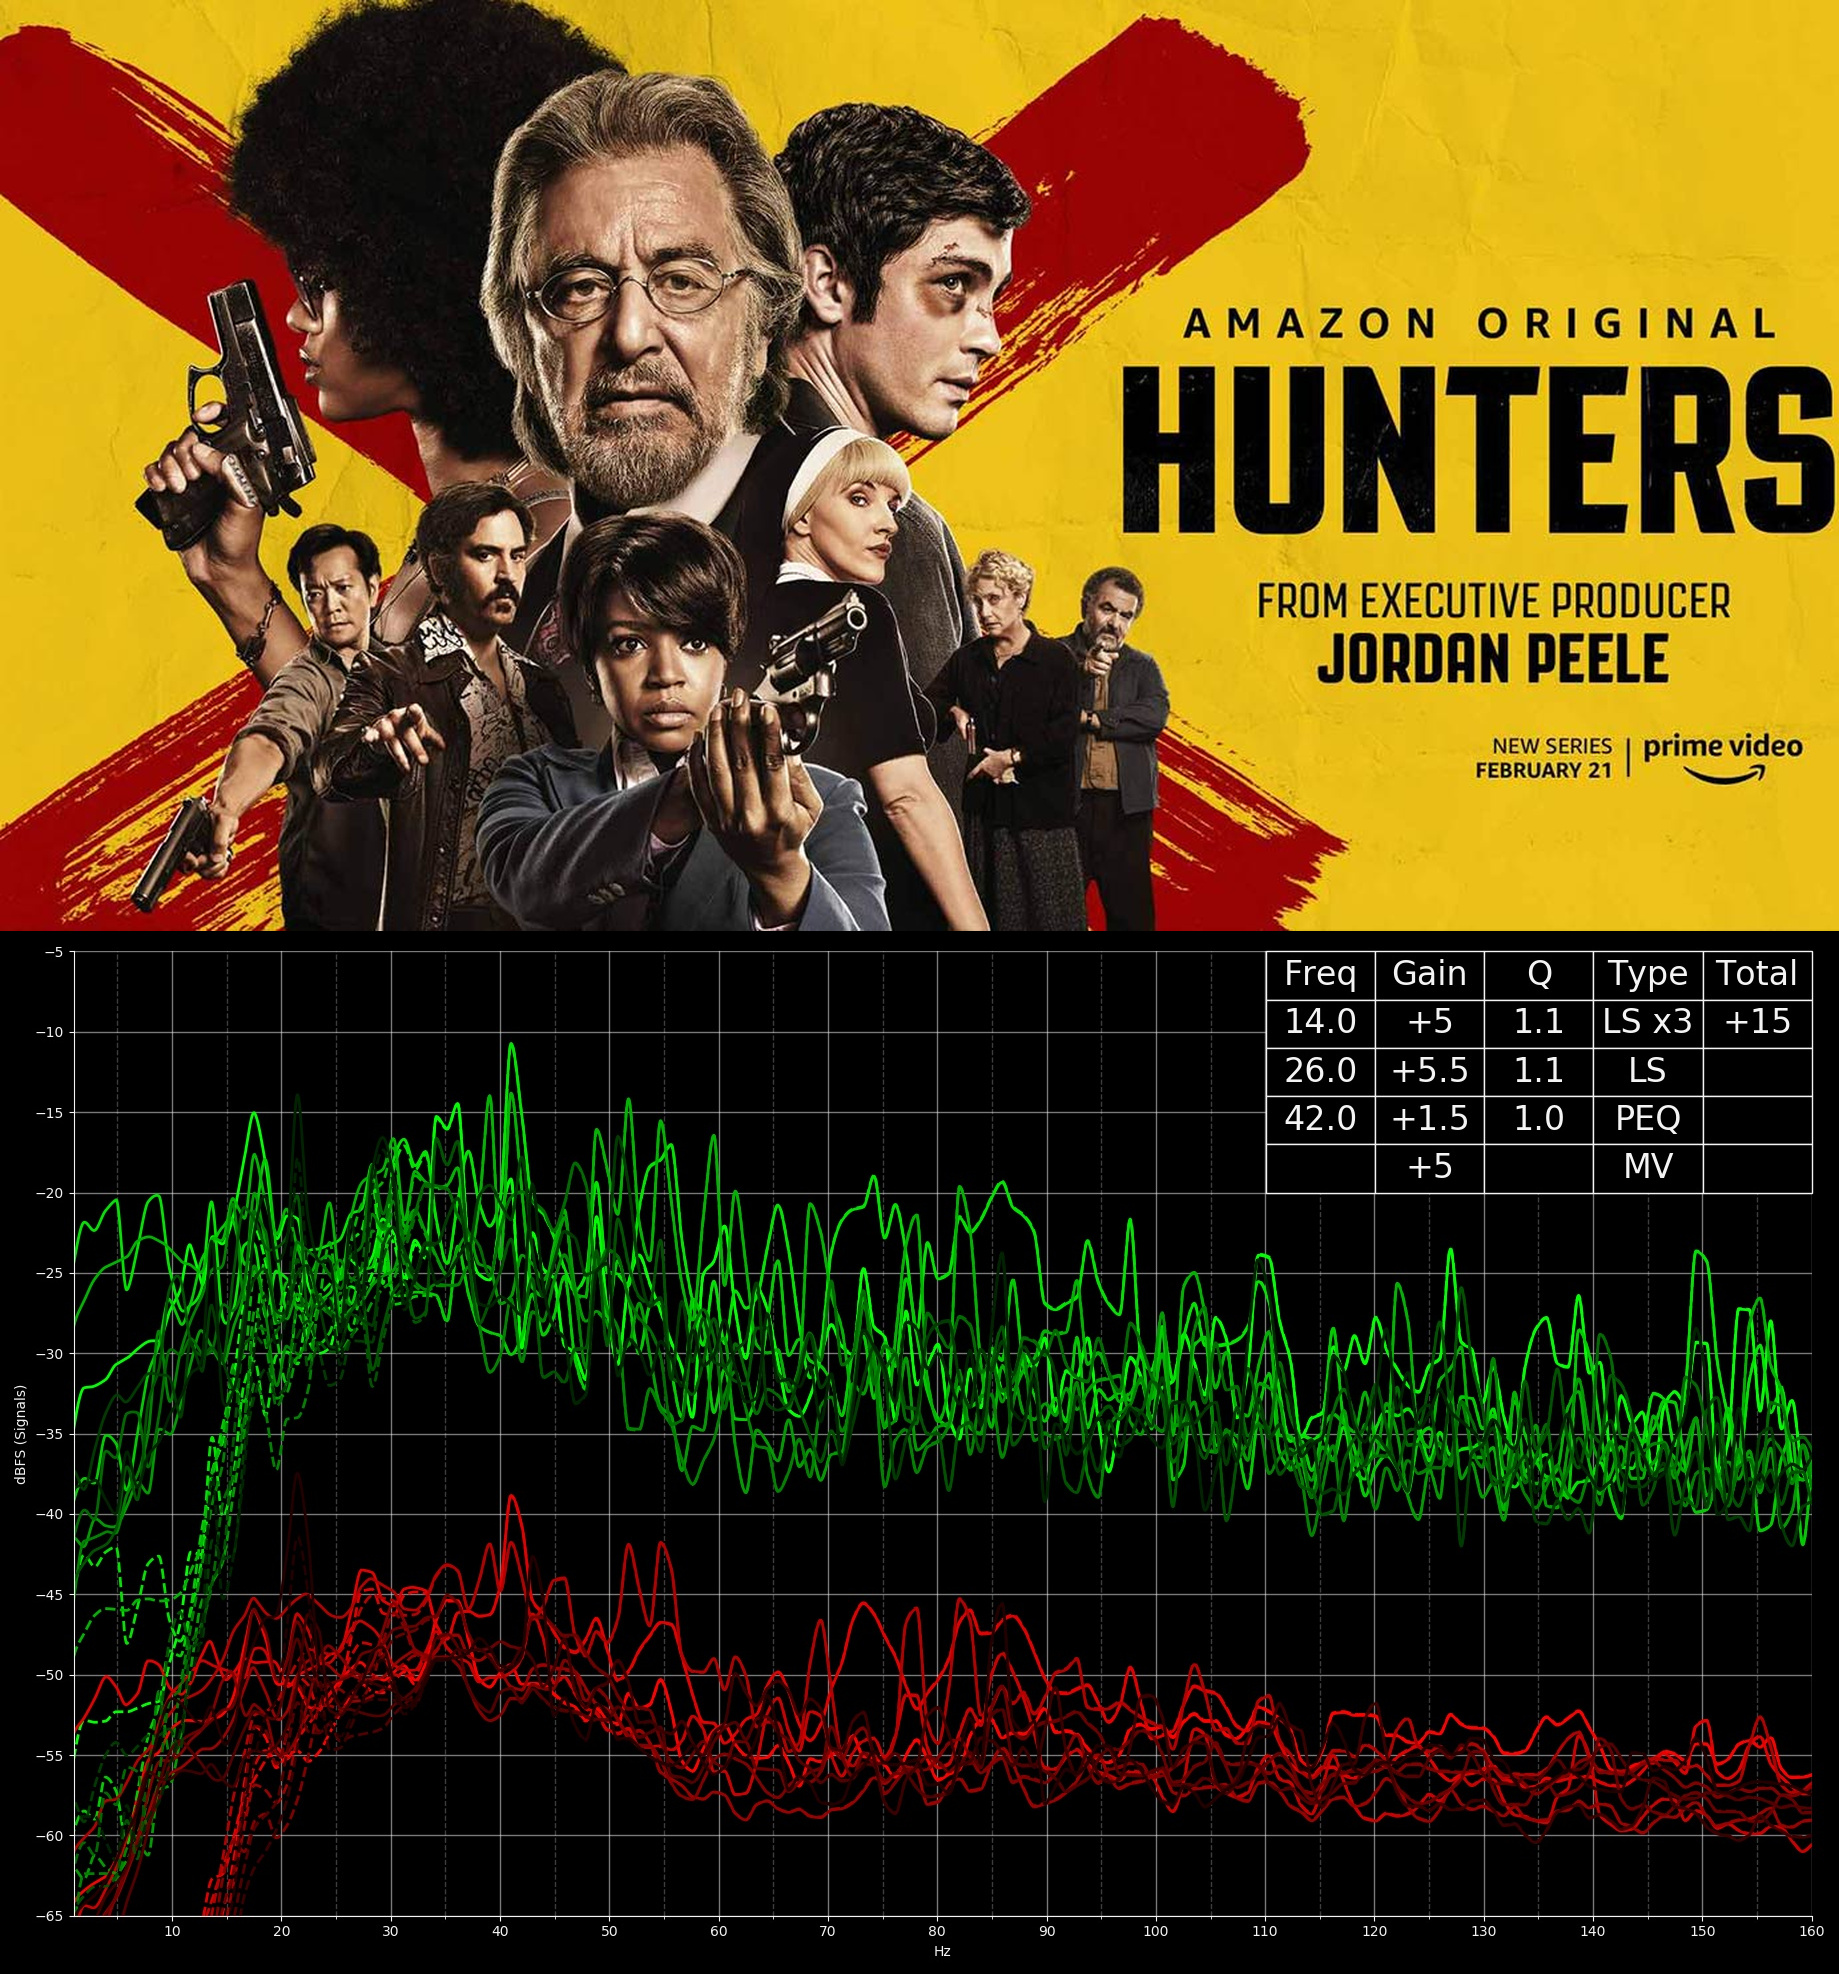 AMAZON ORIGINAL
HUNTERS
FROM EXECUTIVE PRODUCER
JORDAN PEELE
NEW SERIES
FEBRUARY 21
prime video
Freq Gain Q Type Total
14.0 +5 1.1 LS x3 +15
26.0 +5.5 1.1 LS
42.0 +1.5 1.0 PEQ
+5 MV
dBFS (Signals)
−5
−10
−15
−20
−25
−30
−35
−40
−45
−50
−55
−60
−65
10 20 30 40 50 60 70 80 90 100 110 120 130 140 150 160
Hz